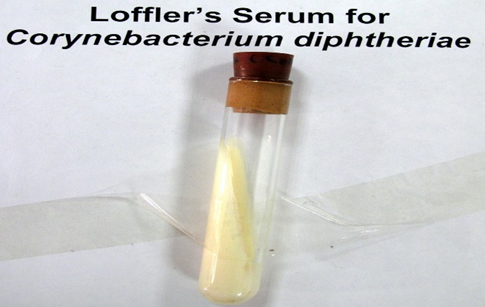 Loffler's Serum for
Corynebacterium diphtheriae